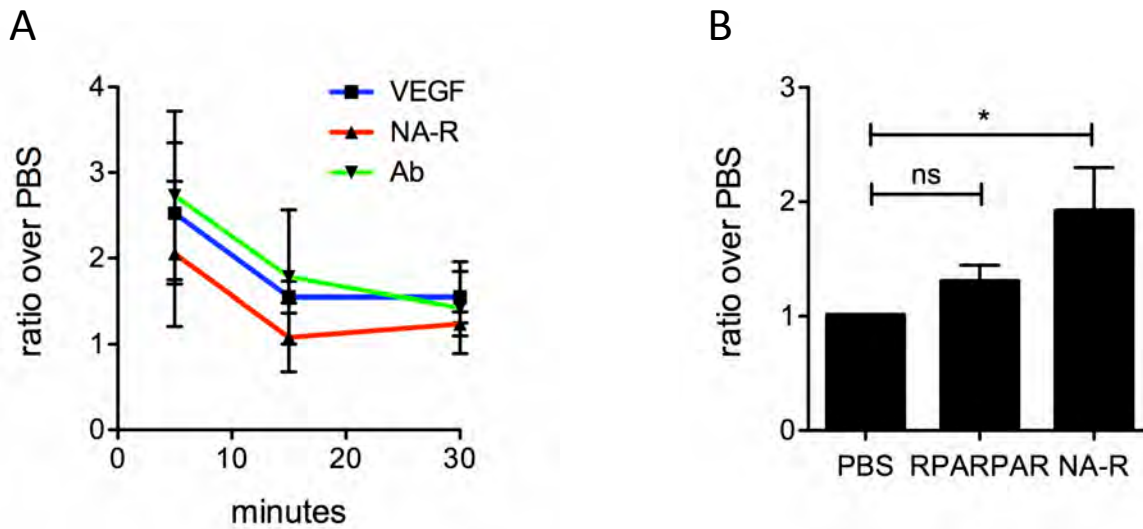 A
ratio over PBS
4
3
2
1
0
VEGF
NA-R
Ab
0 10 20 30
minutes
B
ratio over PBS
3
2
1
0
*
ns
PBS RPARPAR NA-R